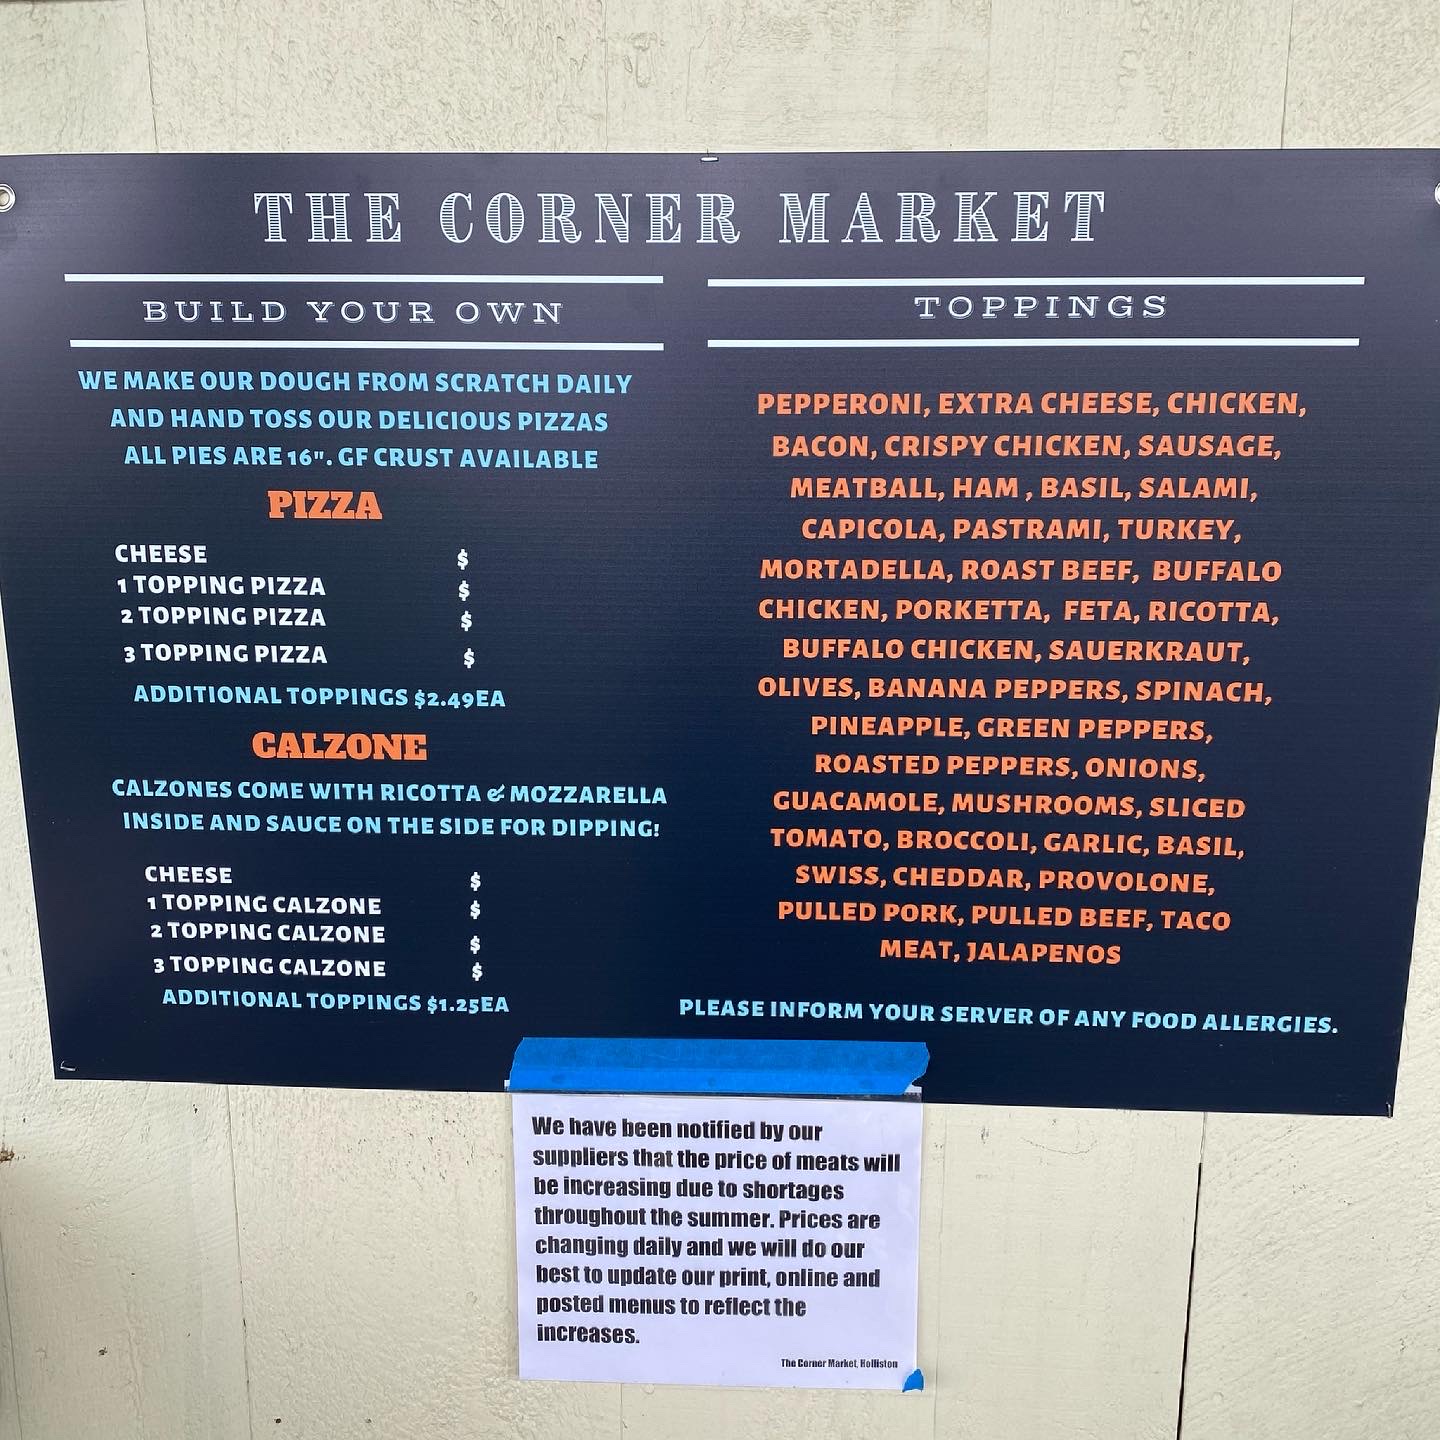 THE CORNER MARKET
BUILD YOUR OWN
WE MAKE OUR DOUGH FROM SCRATCH DAILY
AND HAND TOSS OUR DELICIOUS PIZZAS
ALL PIES ARE 16". GF CRUST AVAILABLE
PIZZA
CHEESE $
1 TOPPING PIZZA $
2 TOPPING PIZZA $
3 TOPPING PIZZA $
ADDITIONAL TOPPINGS $2.49EA
CALZONE
CALZONES COME WITH RICOTTA & MOZZARELLA
INSIDE AND SAUCE ON THE SIDE FOR DIPPING!
CHEESE $
1 TOPPING CALZONE $
2 TOPPING CALZONE $
3 TOPPING CALZONE $
ADDITIONAL TOPPINGS $1.25EA
TOPPINGS
PEPPERONI, EXTRA CHEESE, CHICKEN,
BACON, CRISPY CHICKEN, SAUSAGE,
MEATBALL, HAM , BASIL, SALAMI,
CAPICOLA, PASTRAMI, TURKEY,
MORTADELLA, ROAST BEEF, BUFFALO
CHICKEN, PORKETTA, FETA, RICOTTA,
BUFFALO CHICKEN, SAUERKRAUT,
OLIVES, BANANA PEPPERS, SPINACH,
PINEAPPLE, GREEN PEPPERS,
ROASTED PEPPERS, ONIONS,
GUACAMOLE, MUSHROOMS, SLICED
TOMATO, BROCCOLI, GARLIC, BASIL,
SWISS, CHEDDAR, PROVOLONE,
PULLED PORK, PULLED BEEF, TACO
MEAT, JALAPENOS
PLEASE INFORM YOUR SERVER OF ANY FOOD ALLERGIES.
We have been notified by our
suppliers that the price of meats will
be increasing due to shortages
throughout the summer. Prices are
changing daily and we will do our
best to update our print, online and
posted menus to reflect the
increases.
The Corner Market, Holliston